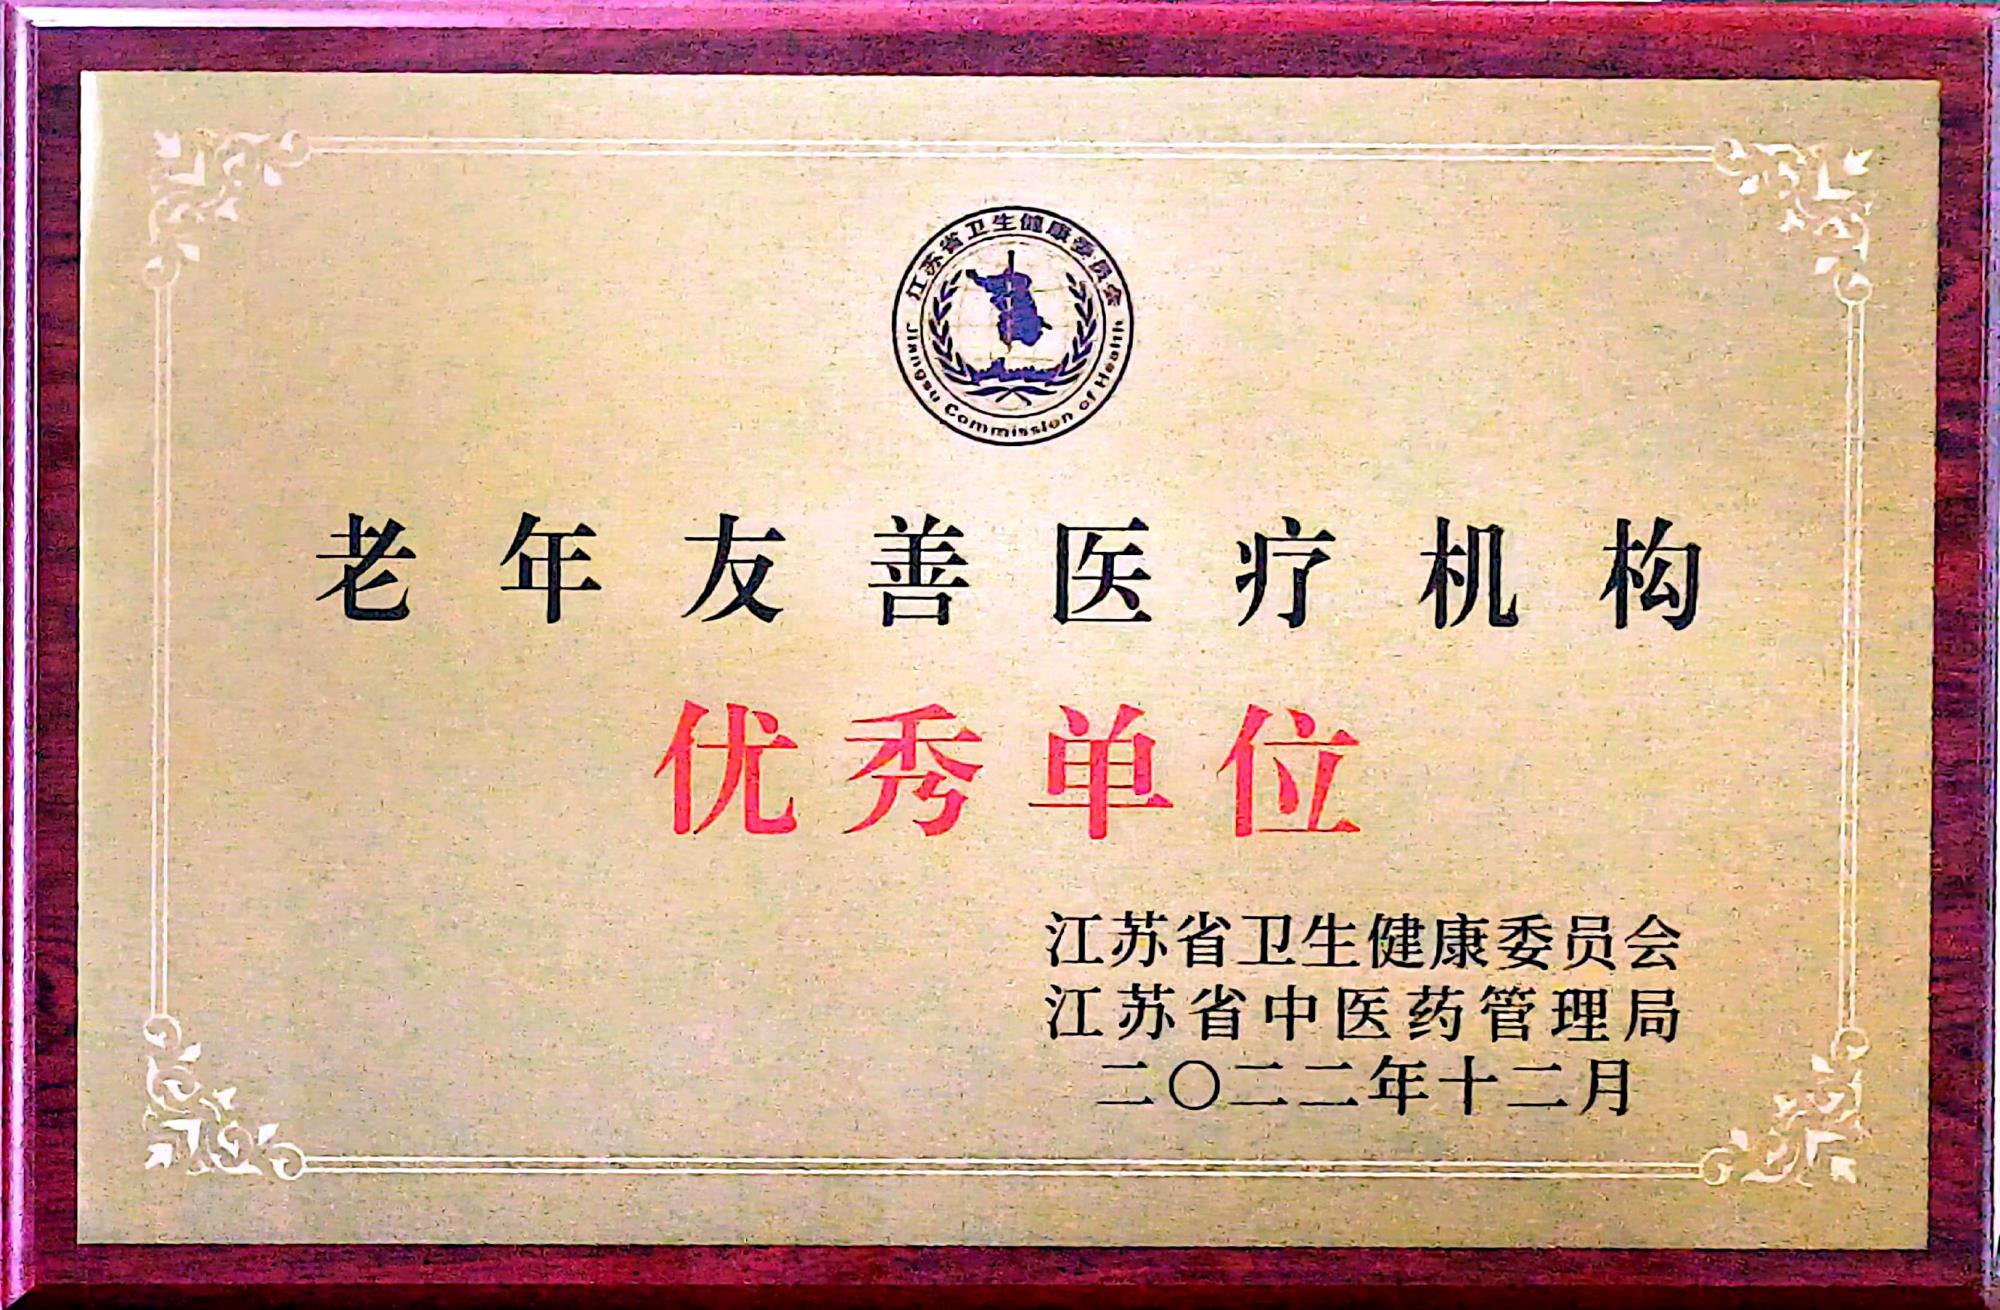 江苏省卫生健康委员会
Jiangsu Commission of Health
老年友善医疗机构
优秀单位
江苏省卫生健康委员会
江苏省中医药管理局
二〇二二年十二月